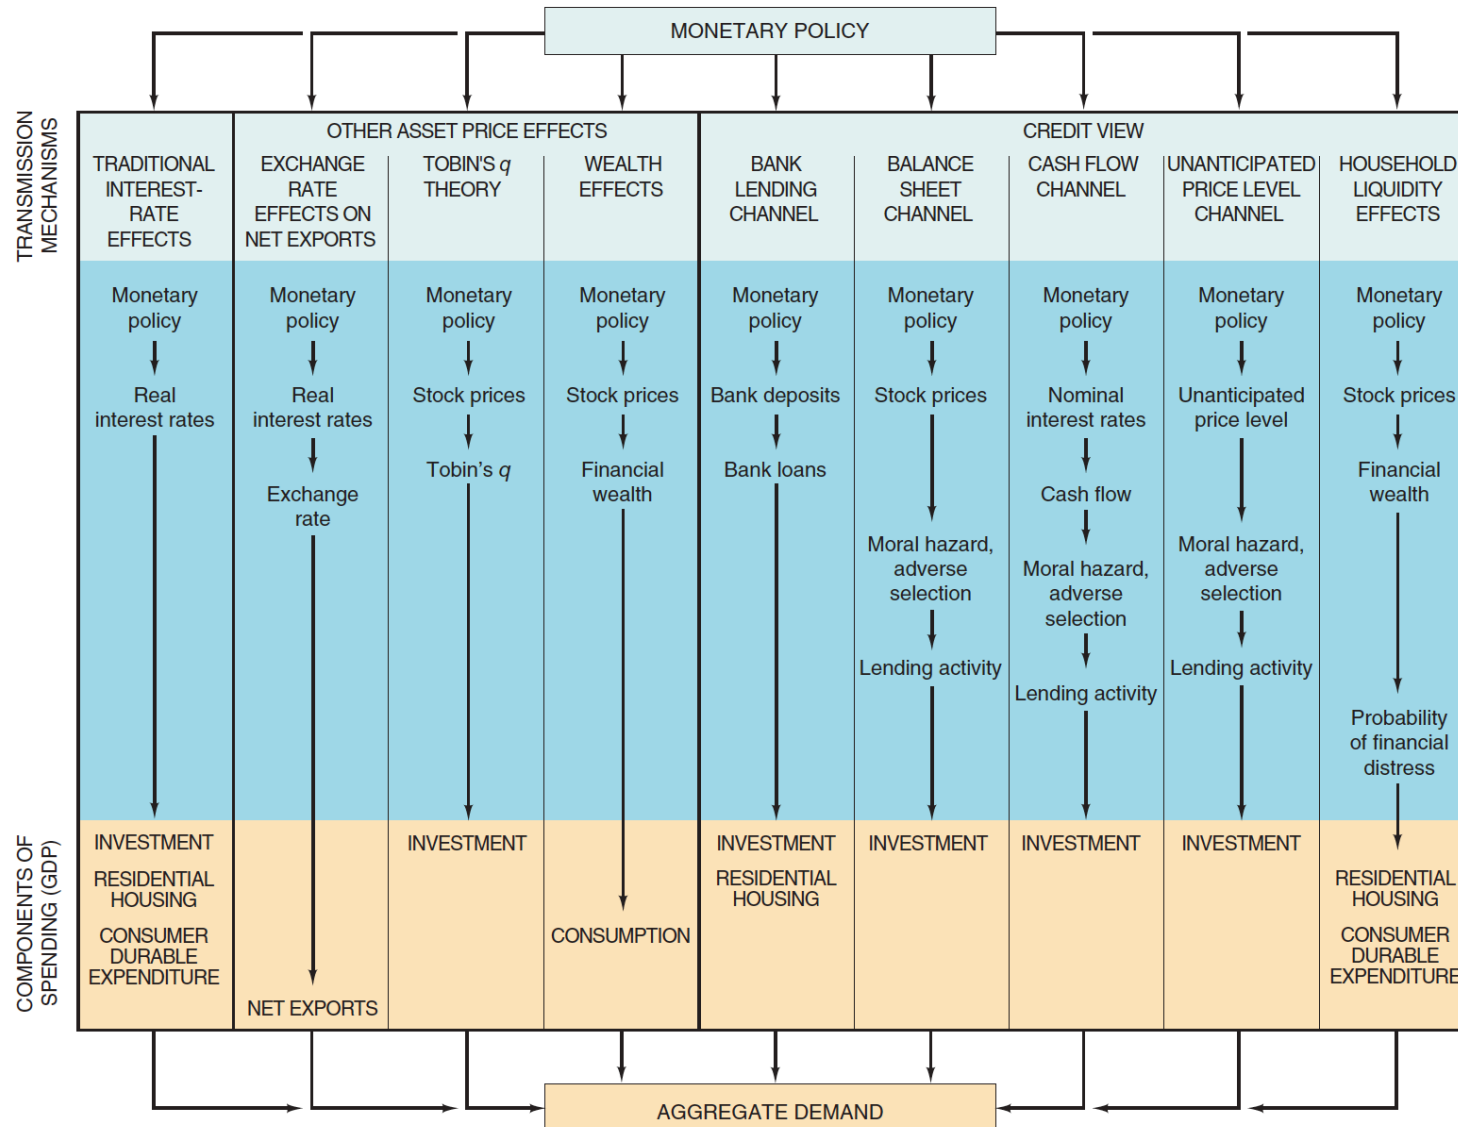 MONETARY POLICY
TRANSMISSION
MECHANISMS
OTHER ASSET PRICE EFFECTS
CREDIT VIEW
TRADITIONAL
INTEREST-
RATE
EFFECTS
EXCHANGE
RATE
EFFECTS ON
NET EXPORTS
TOBIN'S q
THEORY
WEALTH
EFFECTS
BANK
LENDING
CHANNEL
BALANCE
SHEET
CHANNEL
CASH FLOW
CHANNEL
UNANTICIPATED
PRICE LEVEL
CHANNEL
HOUSEHOLD
LIQUIDITY
EFFECTS
Monetary
policy
Real
interest rates
Monetary
policy
Real
interest rates
Exchange
rate
Monetary
policy
Stock prices
Tobin's q
Monetary
policy
Stock prices
Financial
wealth
Monetary
policy
Bank deposits
Bank loans
Monetary
policy
Stock prices
Moral hazard,
adverse
selection
Lending activity
Monetary
policy
Nominal
interest rates
Cash flow
Moral hazard,
adverse
selection
Lending activity
Monetary
policy
Unanticipated
price level
Moral hazard,
adverse
selection
Lending activity
Monetary
policy
Stock prices
Financial
wealth
Probability
of financial
distress
COMPONENTS OF
SPENDING (GDP)
INVESTMENT
RESIDENTIAL
HOUSING
CONSUMER
DURABLE
EXPENDITURE
NET EXPORTS
INVESTMENT
CONSUMPTION
INVESTMENT
RESIDENTIAL
HOUSING
INVESTMENT
INVESTMENT
INVESTMENT
RESIDENTIAL
HOUSING
CONSUMER
DURABLE
EXPENDITURE
AGGREGATE DEMAND